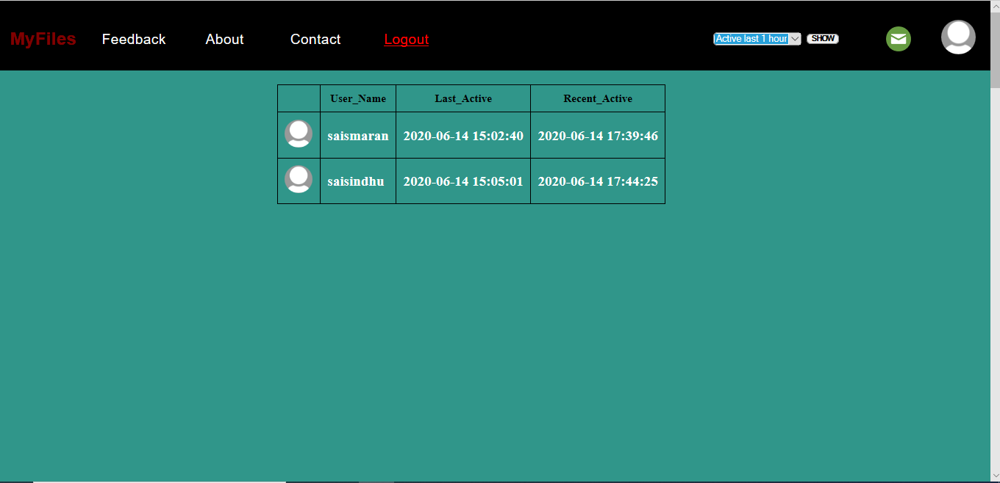 MyFiles Feedback About Contact Logout Active last 1 hour SHOW
User_Name Last_Active Recent_Active
saismaran 2020-06-14 15:02:40 2020-06-14 17:39:46
saisindhu 2020-06-14 15:05:01 2020-06-14 17:44:25